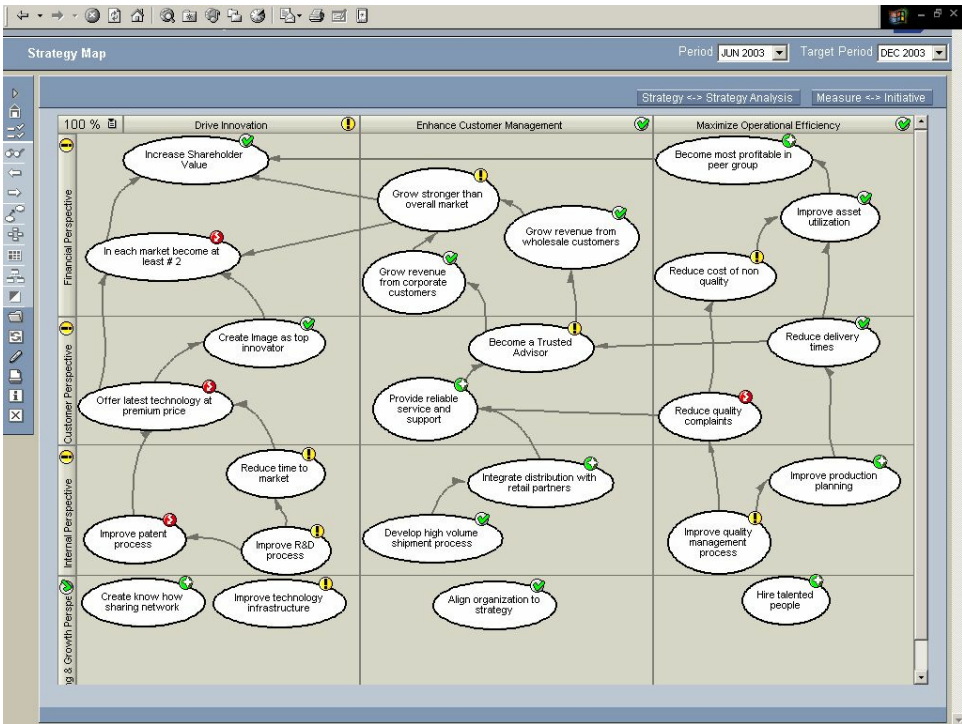 Strategy Map
Period JUN 2003 Target Period DEC 2003
Strategy <-> Strategy Analysis Measure <-> Initiative
100 % Drive Innovation Enhance Customer Management Maximize Operational Efficiency
Financial Perspective
Increase Shareholder
Value
Grow stronger than
overall market
Become most profitable in
peer group
Improve asset
utilization
In each market become at
least # 2
Grow revenue from
wholesale customers
Grow revenue
from corporate
customers
Reduce cost of non
quality
Customer Perspective
Create Image as top
innovator
Become a Trusted
Advisor
Reduce delivery
times
Offer latest technology at
premium price
Provide reliable
service and
support
Reduce quality
complaints
Internal Perspective
Reduce time to
market
Integrate distribution with
retail partners
Improve production
planning
Improve patent
process
Improve R&D
process
Develop high volume
shipment process
Improve quality
management
process
g & Growth Perspe
Create know how
sharing network
Improve technology
infrastructure
Align organization to
strategy
Hire talented
people